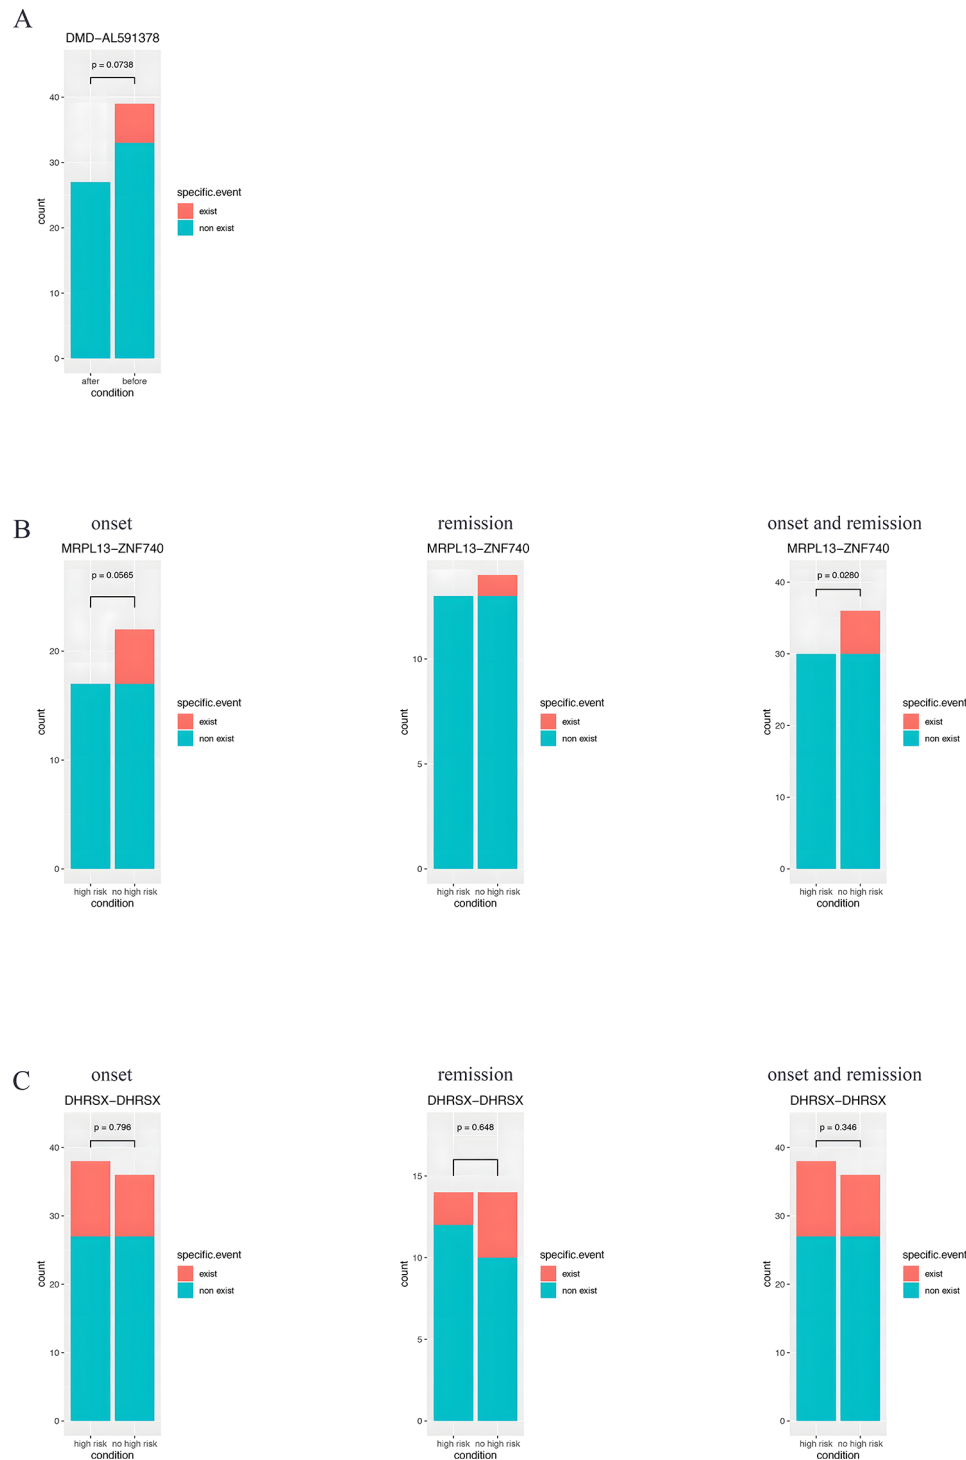 A
DMD−AL591378
p = 0.0738
40
30
20
10
0
count
after before
condition
specific.event
exist
non exist
B
onset
MRPL13−ZNF740
p = 0.0565
20
10
0
count
high risk no high risk
condition
specific.event
exist
non exist
remission
MRPL13−ZNF740
10
5
0
count
high risk no high risk
condition
specific.event
exist
non exist
onset and remission
MRPL13−ZNF740
p = 0.0280
40
30
20
10
0
count
high risk no high risk
condition
specific.event
exist
non exist
C
onset
DHRSX−DHRSX
p = 0.796
40
30
20
10
0
count
high risk no high risk
condition
specific.event
exist
non exist
remission
DHRSX−DHRSX
p = 0.648
15
10
5
0
count
high risk no high risk
condition
specific.event
exist
non exist
onset and remission
DHRSX−DHRSX
p = 0.346
40
30
20
10
0
count
high risk no high risk
condition
specific.event
exist
non exist